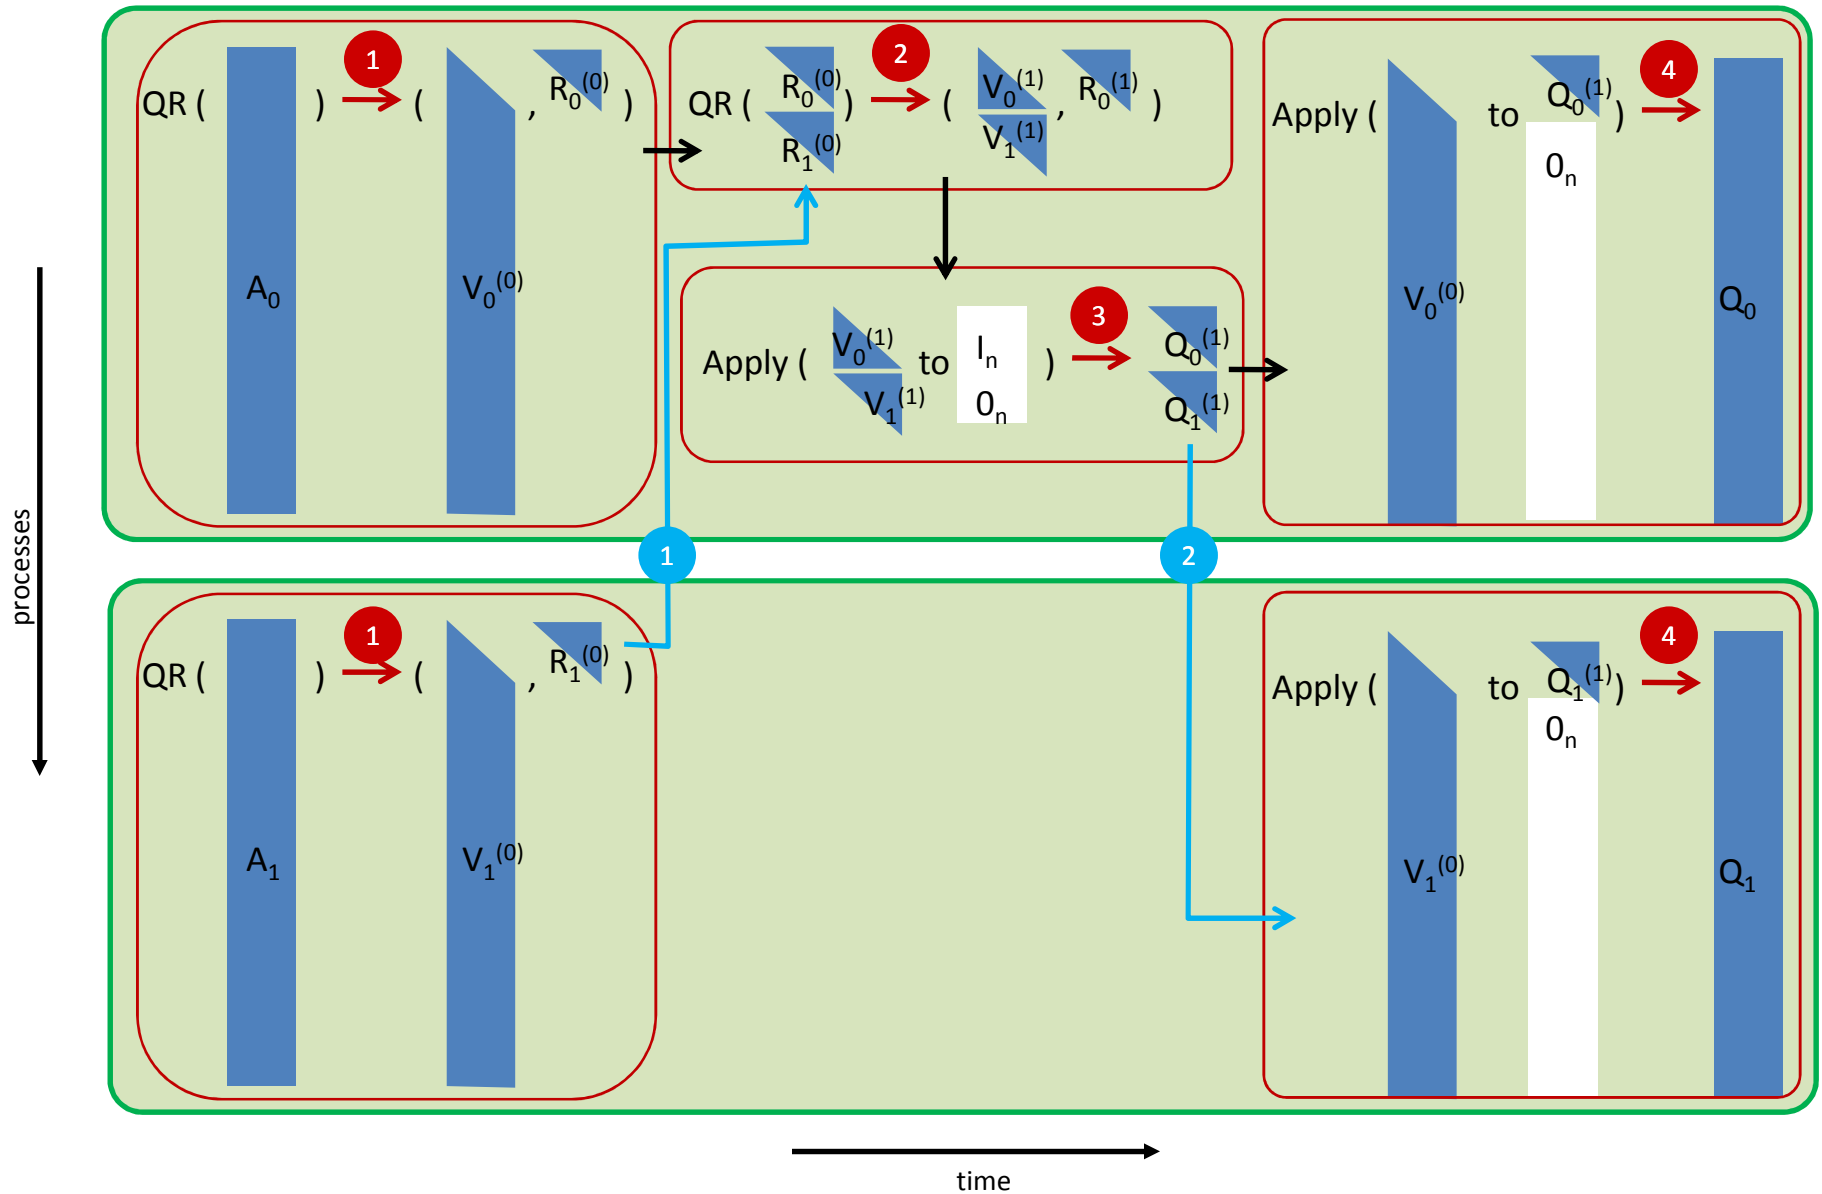 QR ( A₀ ) 1 ( V₀⁽⁰⁾ , R₀⁽⁰⁾ )
QR ( R₀⁽⁰⁾ R₁⁽⁰⁾ ) 2 ( V₀⁽¹⁾ V₁⁽¹⁾ , R₀⁽¹⁾ )
Apply ( V₀⁽¹⁾ V₁⁽¹⁾ to Iₙ 0ₙ ) 3 Q₀⁽¹⁾ Q₁⁽¹⁾
Apply ( V₀⁽⁰⁾ to Q₀⁽¹⁾ 0ₙ ) 4 Q₀
1
2
QR ( A₁ ) 1 ( V₁⁽⁰⁾ , R₁⁽⁰⁾ )
Apply ( V₁⁽⁰⁾ to Q₁⁽¹⁾ 0ₙ ) 4 Q₁
processes
time